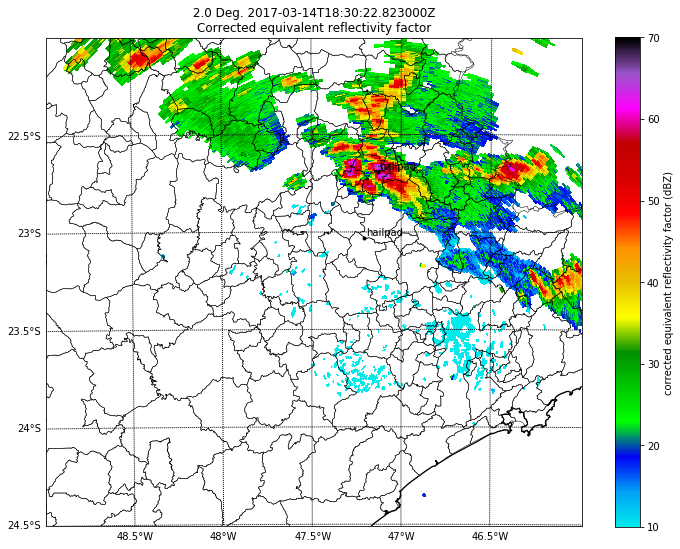 2.0 Deg. 2017-03-14T18:30:22.823000Z
Corrected equivalent reflectivity factor
22.5°S
23°S
23.5°S
24°S
24.5°S
48.5°W
48°W
47.5°W
47°W
46.5°W
hailpad
hailpad
70
60
50
40
30
20
10
corrected equivalent reflectivity factor (dBZ)